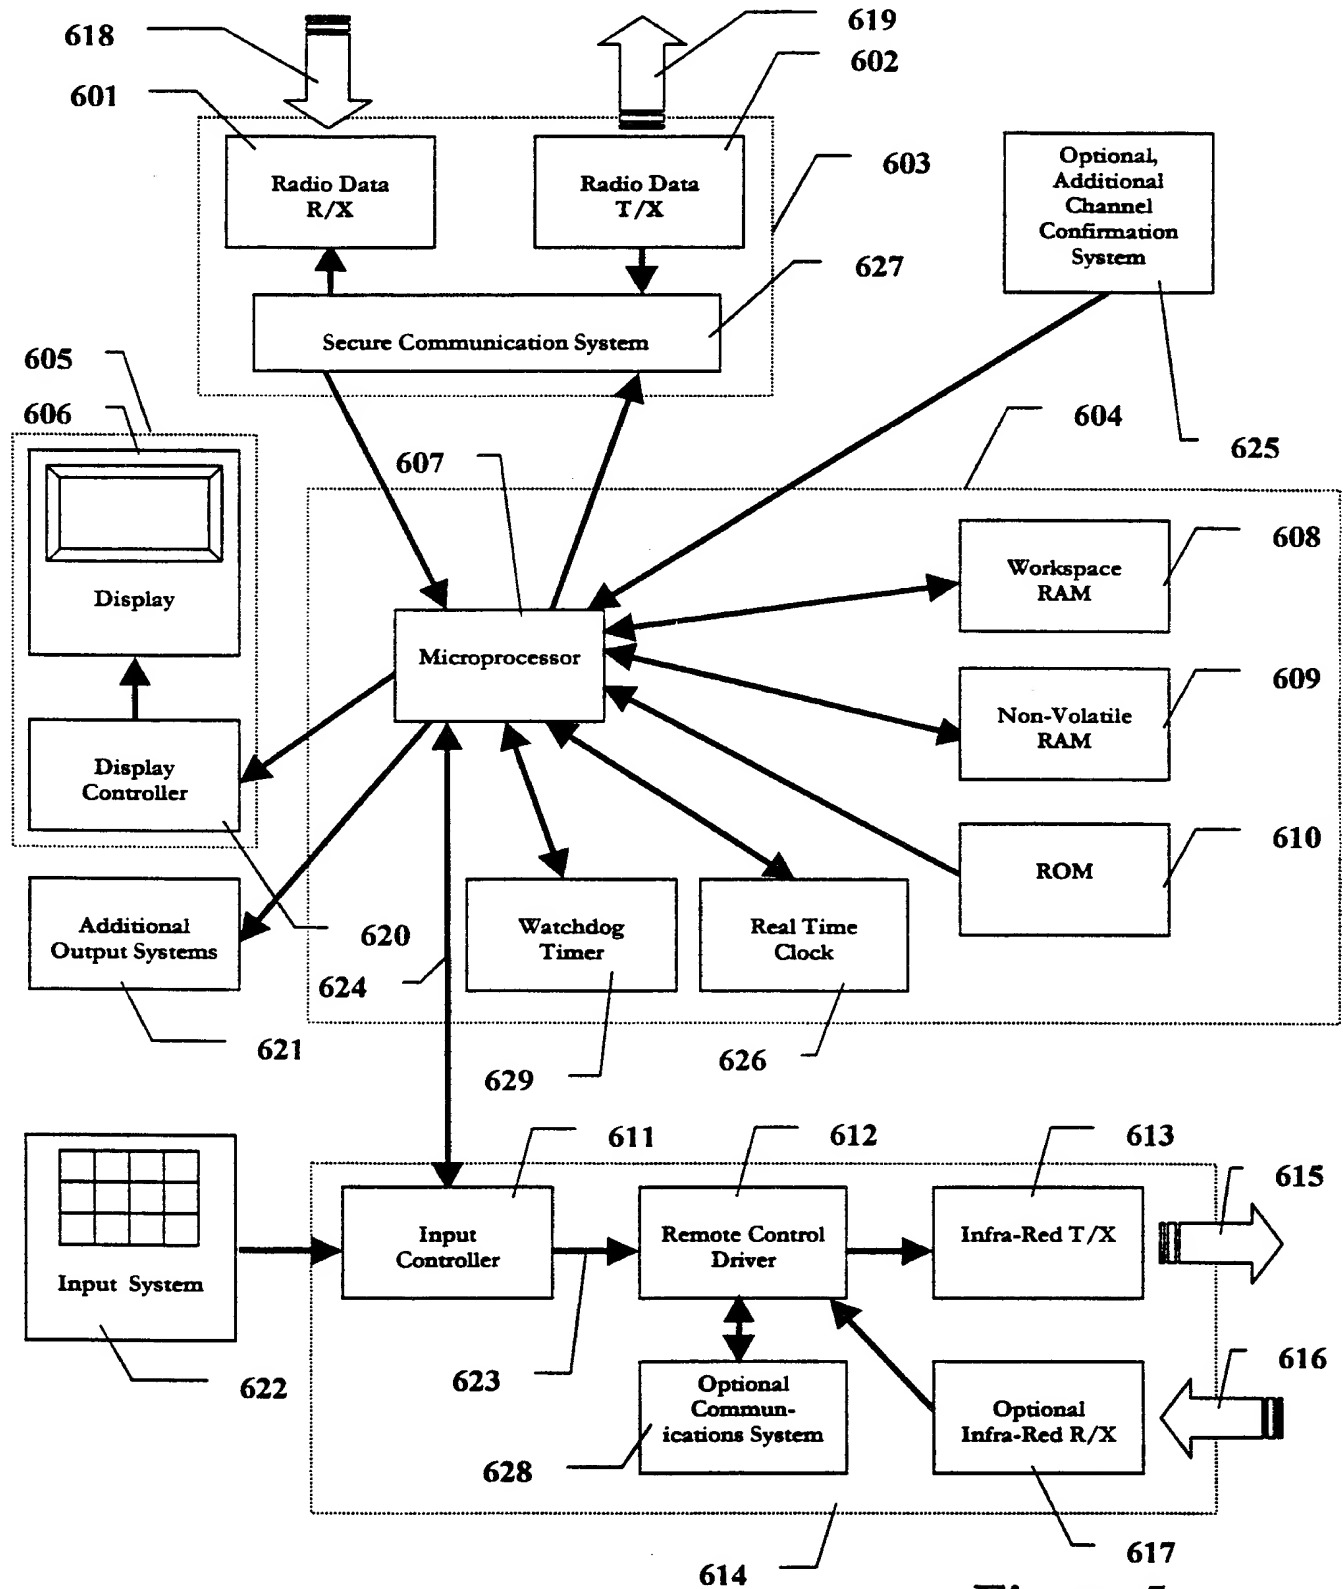 618
619
602
601
Radio Data
R/X
Radio Data
T/X
603
Optional,
Additional
Channel
Confirmation
System
627
Secure Communication System
605
606
604
625
607
608
Workspace
RAM
Display
Microprocessor
609
Non-Volatile
RAM
Display
Controller
610
ROM
Additional
Output Systems
620
624
Watchdog
Timer
Real Time
Clock
621
629
626
611
612
613
615
Input
Controller
Remote Control
Driver
Infra-Red T/X
Input System
616
622
623
Optional
Commun-
ications System
Optional
Infra-Red R/X
628
617
614